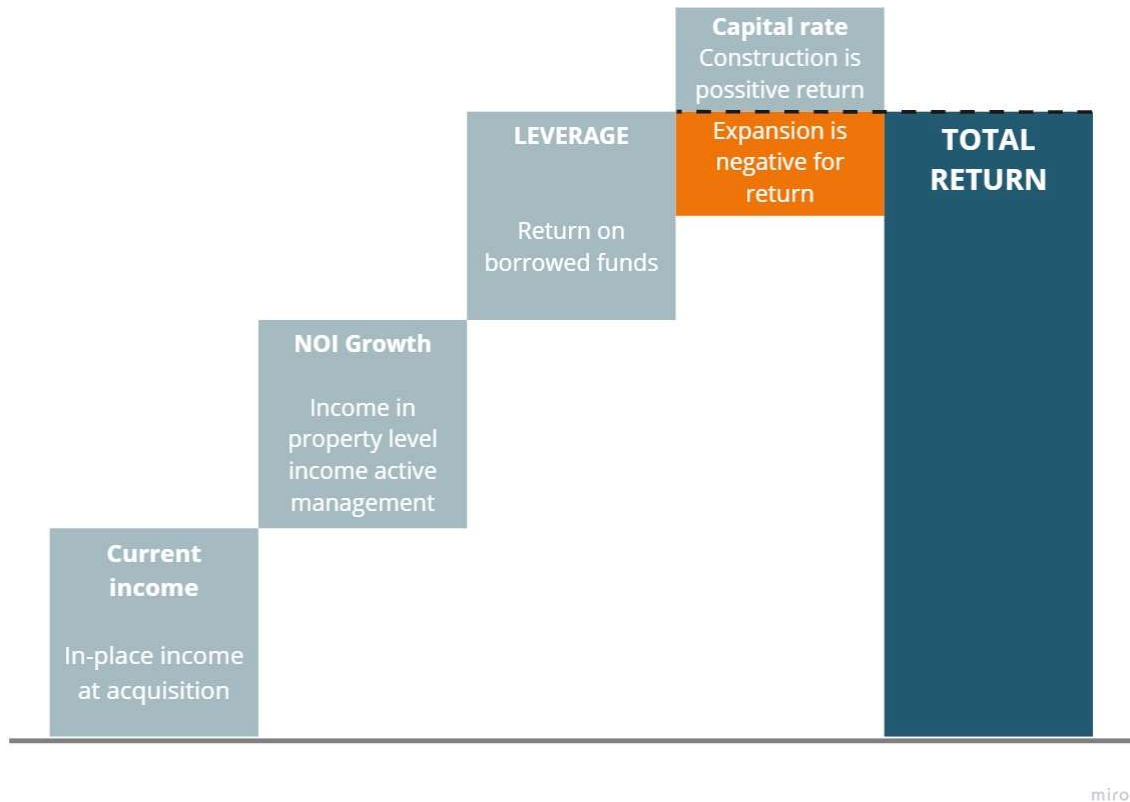 Capital rate
Construction is
possitive return
Expansion is
negative for
return
TOTAL
RETURN
LEVERAGE
Return on
borrowed funds
NOI Growth
Income in
property level
income active
management
Current
income
In-place income
at acquisition
miro